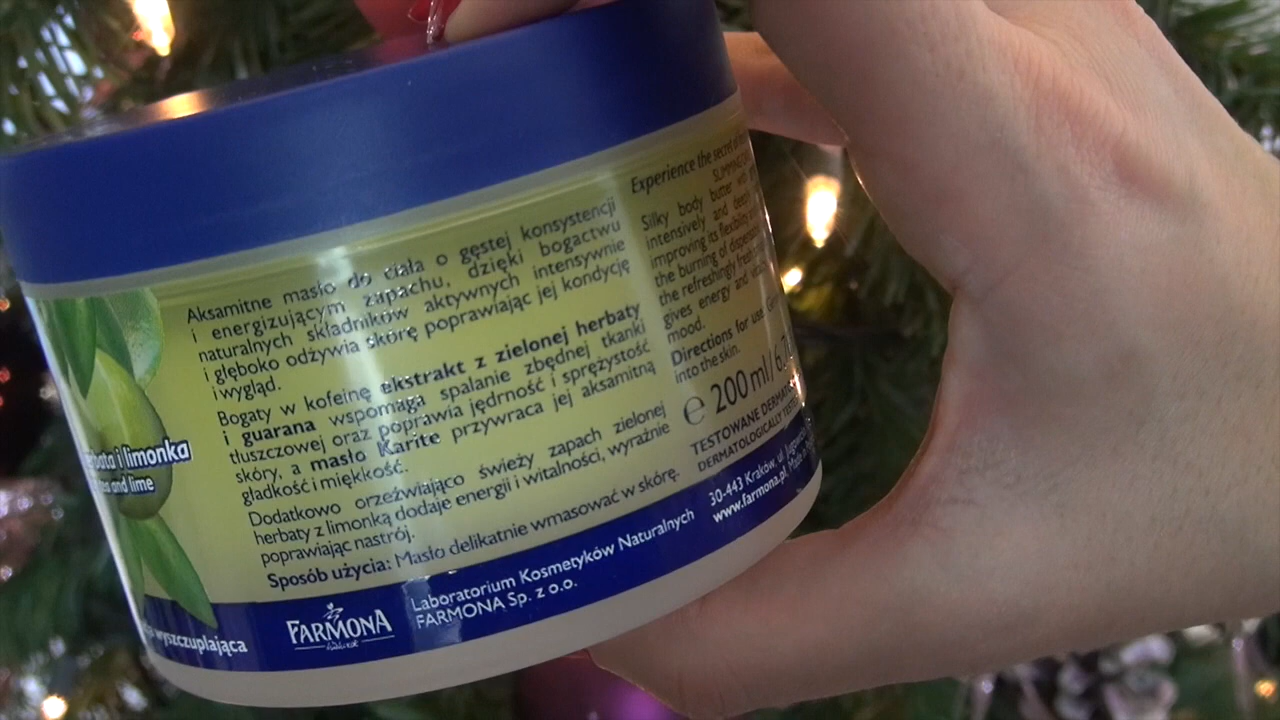 Aksamitne masło do ciała o gęstej konsystencji
i energizującym zapachu, dzięki bogactwu
naturalnych składników aktywnych intensywnie
i głęboko odżywia skórę poprawiając jej kondycję
i wygląd.
Bogaty w kofeinę ekstrakt z zielonej herbaty
i guarana wspomaga spalanie zbędnej tkanki
tłuszczowej oraz poprawia jędrność i sprężystość
skóry, a masło Karite przywraca jej aksamitną
gładkość i miękkość.
Dodatkowo orzeźwiająco świeży zapach zielonej
herbaty z limonką dodaje energii i witalności, wyraźnie
poprawiając nastrój.
Sposób użycia: Masło delikatnie wmasować w skórę.
i limonka
and lime
wyszczuplająca
FARMONA
Laboratorium Kosmetyków Naturalnych
FARMONA Sp. z o.o.
Experience the secret of
Silky body butter with
intensively and deeply
improving its flexibility
the burning of
the refreshingly fresh
gives energy and
mood.
Directions for use:
into the skin.
e 200 ml/
TESTOWANE
DERMATOLOGICALLY
30-443 Kraków, ul.
www.farmona.pl, Made in